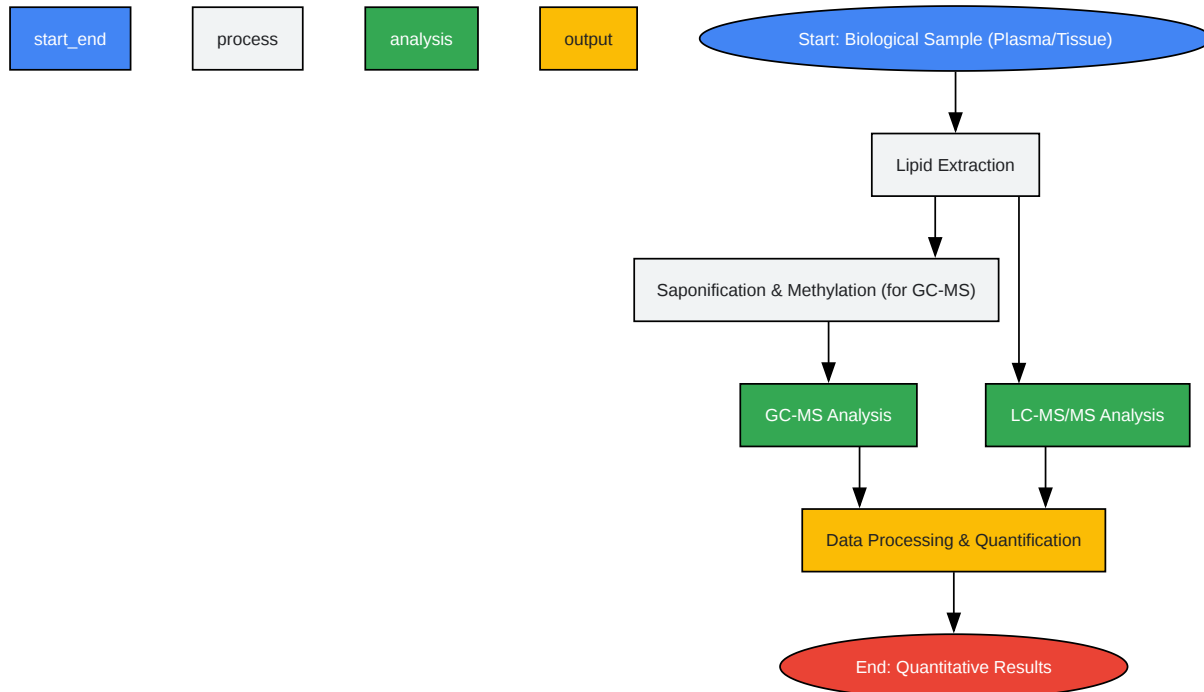 start_end
process
analysis
output
Start: Biological Sample (Plasma/Tissue)
Lipid Extraction
Saponification & Methylation (for GC-MS)
GC-MS Analysis
LC-MS/MS Analysis
Data Processing & Quantification
End: Quantitative Results